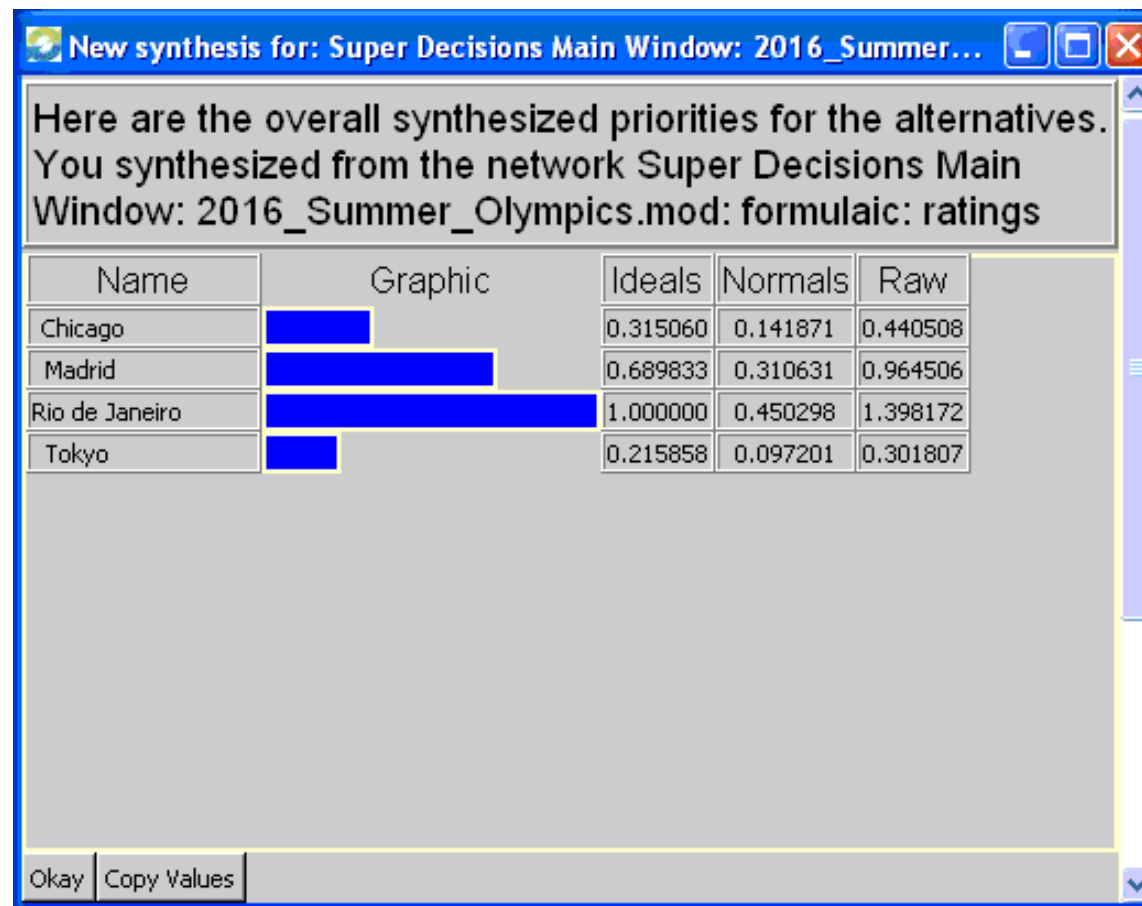 New synthesis for: Super Decisions Main Window: 2016_Summer...
Here are the overall synthesized priorities for the alternatives.
You synthesized from the network Super Decisions Main
Window: 2016_Summer_Olympics.mod: formulaic: ratings
Name Graphic Ideals Normals Raw
Chicago 0.315060 0.141871 0.440508
Madrid 0.689833 0.310631 0.964506
Rio de Janeiro 1.000000 0.450298 1.398172
Tokyo 0.215858 0.097201 0.301807
Okay Copy Values